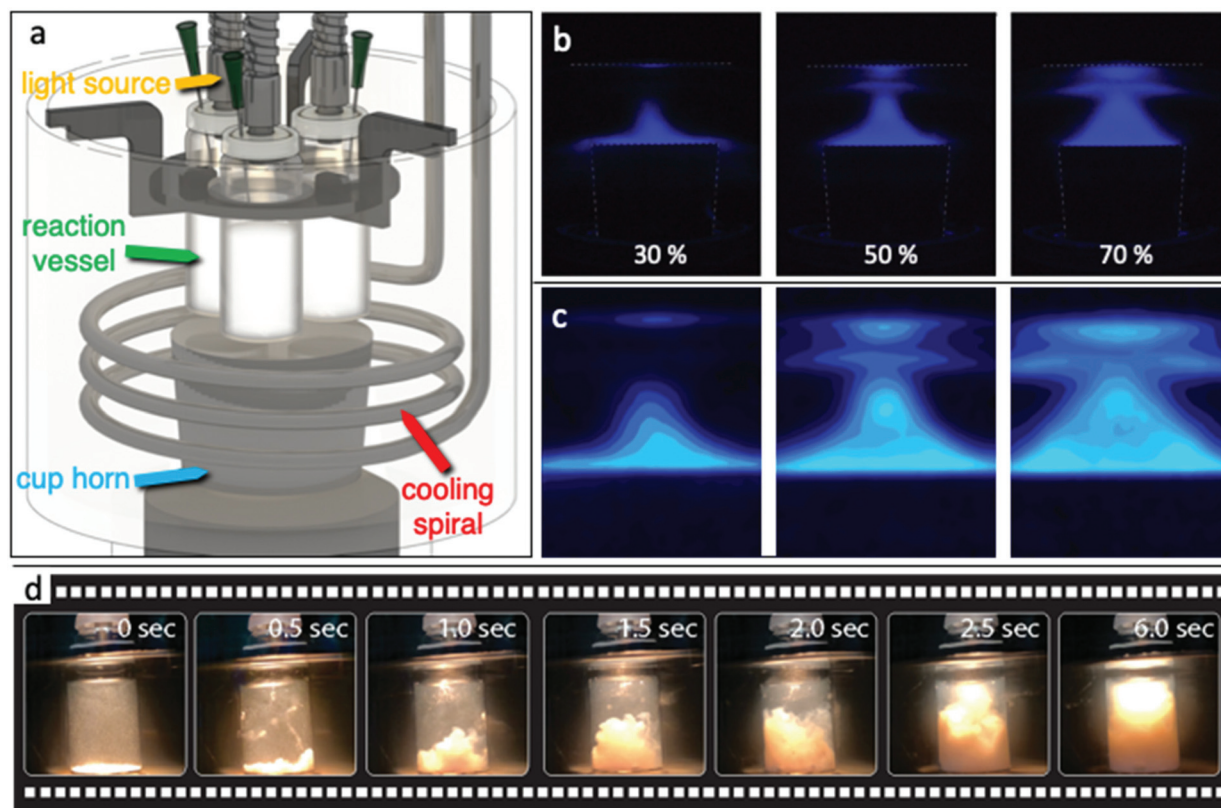 a
light source
reaction
vessel
cup horn
cooling
spiral
b
30 %
50 %
70 %
c
d
0 sec
0.5 sec
1.0 sec
1.5 sec
2.0 sec
2.5 sec
6.0 sec